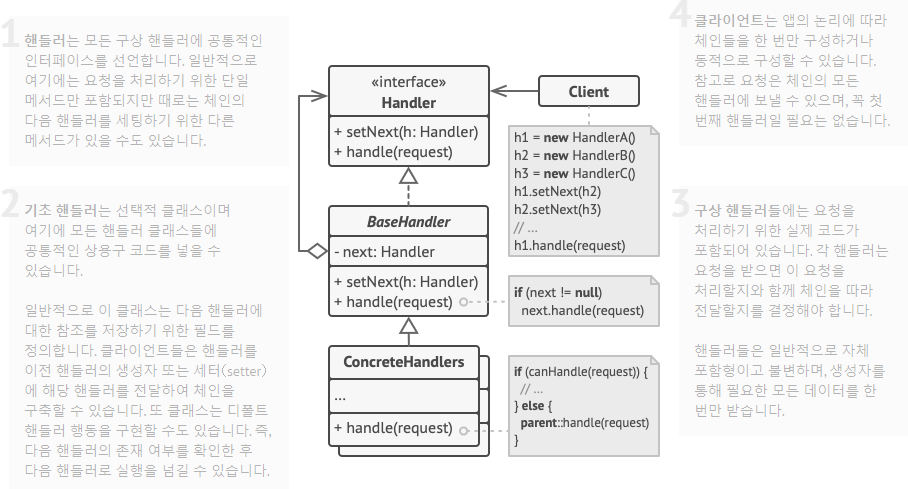 1
핸들러는 모든 구상 핸들러에 공통적인
인터페이스를 선언합니다. 일반적으로
여기에는 요청을 처리하기 위한 단일
메서드만 포함되지만 때로는 체인의
다음 핸들러를 세팅하기 위한 다른
메서드가 있을 수도 있습니다.
2
기초 핸들러는 선택적 클래스이며
여기에 모든 핸들러 클래스들에
공통적인 상용구 코드를 넣을 수
있습니다.
일반적으로 이 클래스는 다음 핸들러에
대한 참조를 저장하기 위한 필드를
정의합니다. 클라이언트들은 핸들러를
이전 핸들러의 생성자 또는 세터(setter)
에 해당 핸들러를 전달하여 체인을
구축할 수 있습니다. 또 클래스는 디폴트
핸들러 행동을 구현할 수도 있습니다. 즉,
다음 핸들러의 존재 여부를 확인한 후
다음 핸들러로 실행을 넘길 수 있습니다.
«interface»
Handler
+ setNext(h: Handler)
+ handle(request)
BaseHandler
- next: Handler
+ setNext(h: Handler)
+ handle(request)
ConcreteHandlers
...
+ handle(request)
Client
h1 = new HandlerA()
h2 = new HandlerB()
h3 = new HandlerC()
h1.setNext(h2)
h2.setNext(h3)
// ...
h1.handle(request)
if (next != null)
next.handle(request)
if (canHandle(request)) {
// ...
} else {
parent::handle(request)
}
4
클라이언트는 앱의 논리에 따라
체인들을 한 번만 구성하거나
동적으로 구성할 수 있습니다.
참고로 요청은 체인의 모든
핸들러에 보낼 수 있으며, 꼭 첫
번째 핸들러일 필요는 없습니다.
3
구상 핸들러들에는 요청을
처리하기 위한 실제 코드가
포함되어 있습니다. 각 핸들러는
요청을 받으면 이 요청을
처리할지와 함께 체인을 따라
전달할지를 결정해야 합니다.
핸들러들은 일반적으로 자체
포함형이고 불변하며, 생성자를
통해 필요한 모든 데이터를 한
번만 받습니다.